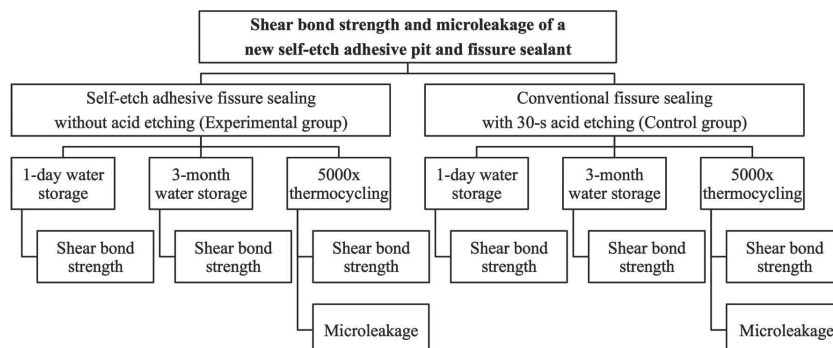 Shear bond strength and microleakage of a
new self-etch adhesive pit and fissure sealant
Self-etch adhesive fissure sealing
without acid etching (Experimental group)
Conventional fissure sealing
with 30-s acid etching (Control group)
1-day water
storage
3-month
water storage
5000x
thermocycling
1-day water
storage
3-month
water storage
5000x
thermocycling
Shear bond
strength
Shear bond
strength
Shear bond
strength
Shear bond
strength
Shear bond
strength
Shear bond
strength
Microleakage
Microleakage